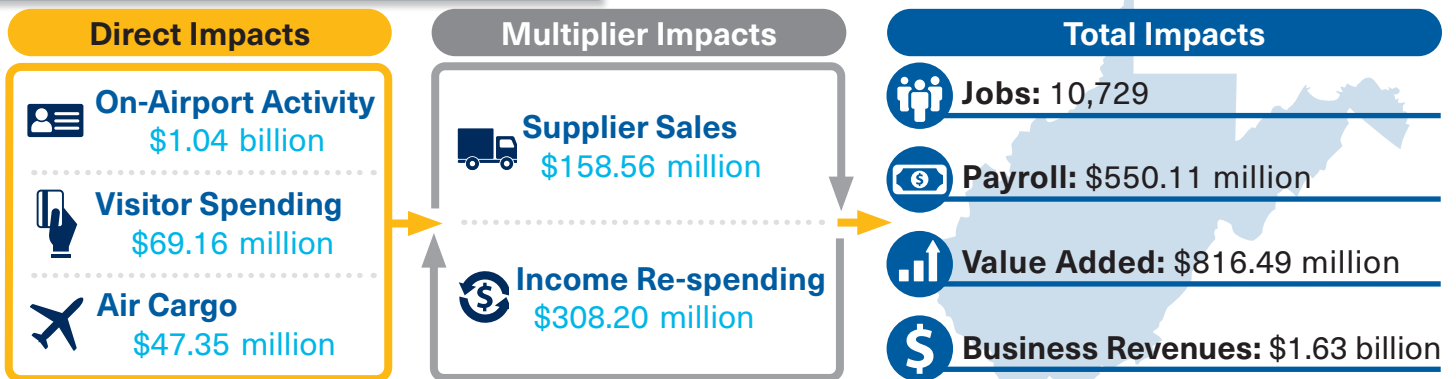 Direct Impacts
On-Airport Activity
$1.04 billion
Visitor Spending
$69.16 million
Air Cargo
$47.35 million
Multiplier Impacts
Supplier Sales
$158.56 million
$
Income Re-spending
$308.20 million
Total Impacts
Jobs: 10,729
$
Payroll: $550.11 million
Value Added: $816.49 million
$
Business Revenues: $1.63 billion